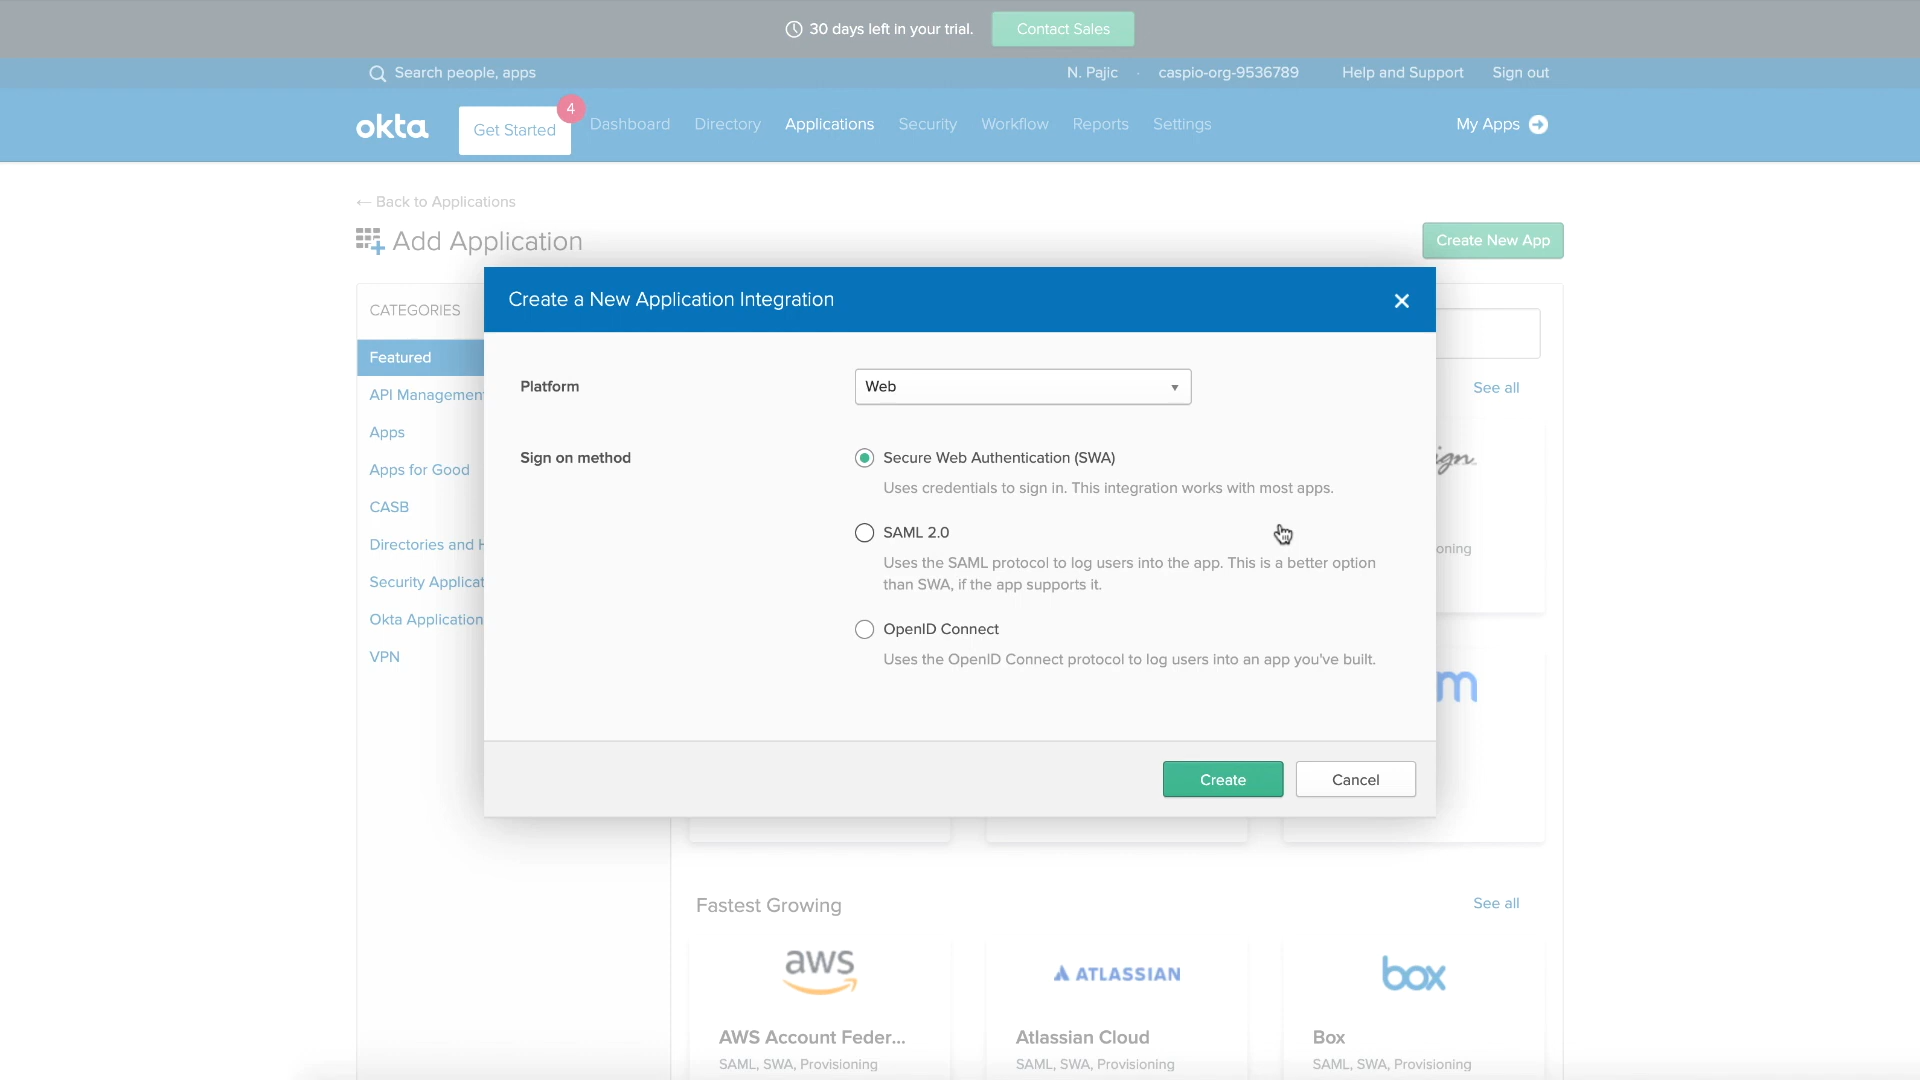 30 days left in your trial.
Contact Sales
Search people, apps
N. Pajic · caspio-org-9536789
Help and Support
Sign out
okta
Get Started
4
Dashboard
Directory
Applications
Security
Workflow
Reports
Settings
My Apps
← Back to Applications
Add Application
Create New App
CATEGORIES
Featured
API Managemen
Apps
Apps for Good
CASB
Directories and H
Security Applicat
Okta Application
VPN
Create a New Application Integration
Platform
Web
Sign on method
Secure Web Authentication (SWA)
Uses credentials to sign in. This integration works with most apps.
SAML 2.0
Uses the SAML protocol to log users into the app. This is a better option
than SWA, if the app supports it.
OpenID Connect
Uses the OpenID Connect protocol to log users into an app you've built.
Create
Cancel
See all
ign
oning
m
Fastest Growing
See all
aws
ATLASSIAN
box
AWS Account Feder...
Atlassian Cloud
Box
SAML, SWA, Provisioning
SAML, SWA, Provisioning
SAML, SWA, Provisioning